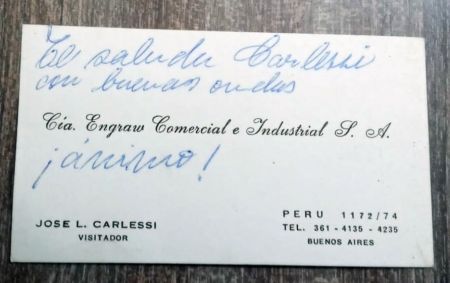 Te saluda Carlessi
con buenas ondas
Cía. Engraw Comercial e Industrial S. A.
¡ánimo!
JOSE L. CARLESSI
VISITADOR
PERU 1172/74
TEL. 361 - 4135 - 4235
BUENOS AIRES